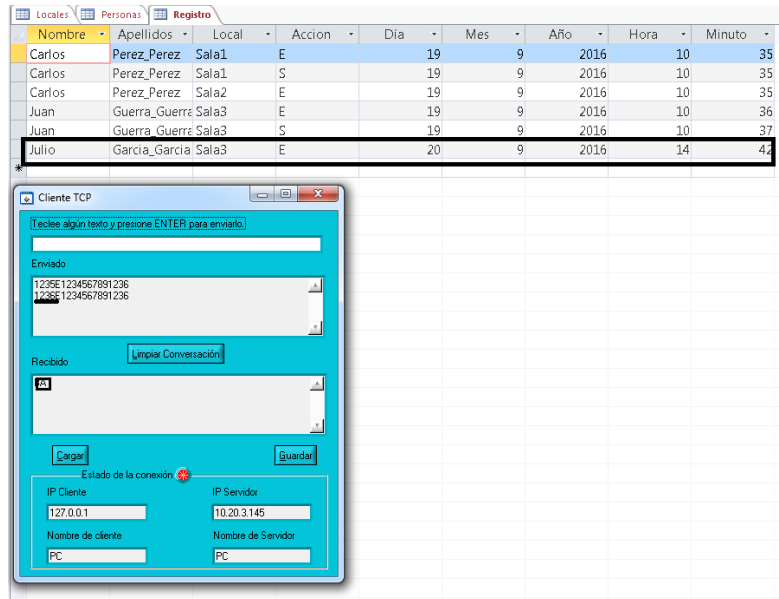 Locales Personas Registro
Nombre Apellidos Local Accion Día Mes Año Hora Minuto
Carlos Perez_Perez Sala1 E 19 9 2016 10 35
Carlos Perez_Perez Sala1 S 19 9 2016 10 35
Carlos Perez_Perez Sala2 E 19 9 2016 10 35
Juan Guerra_Guerra Sala3 E 19 9 2016 10 36
Juan Guerra_Guerra Sala3 S 19 9 2016 10 37
Julio Garcia_Garcia Sala3 E 20 9 2016 14 42
Cliente TCP
Teclee algún texto y presione ENTER para enviarlo.
Enviado
1235E1234567891236
1236E1234567891236
Limpiar Conversación
Recibido
Cargar Guardar
Estado de la conexión
IP Cliente IP Servidor
127.0.0.1 10.20.3.145
Nombre de cliente Nombre de Servidor
PC PC